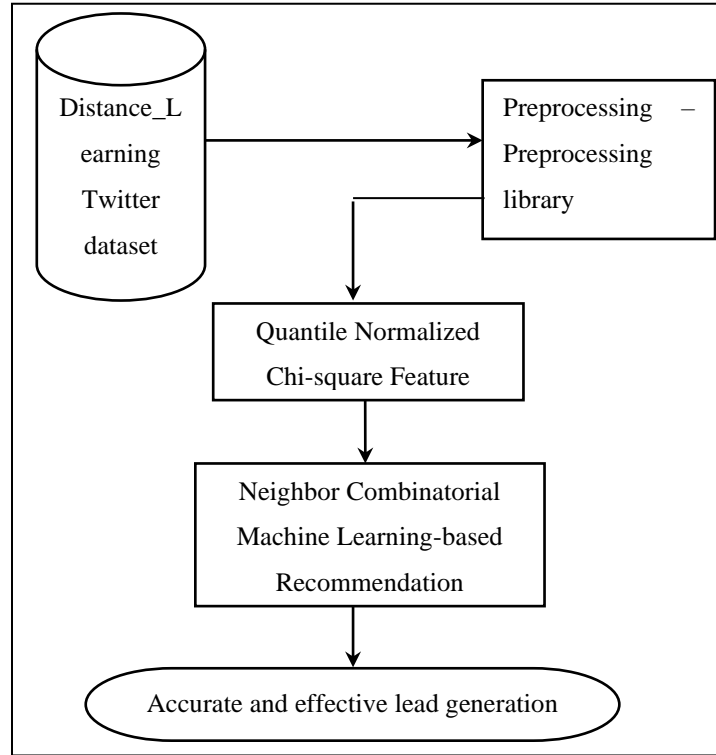 Distance_L
earning
Twitter
dataset
Preprocessing –
Preprocessing
library
Quantile Normalized
Chi-square Feature
Neighbor Combinatorial
Machine Learning-based
Recommendation
Accurate and effective lead generation